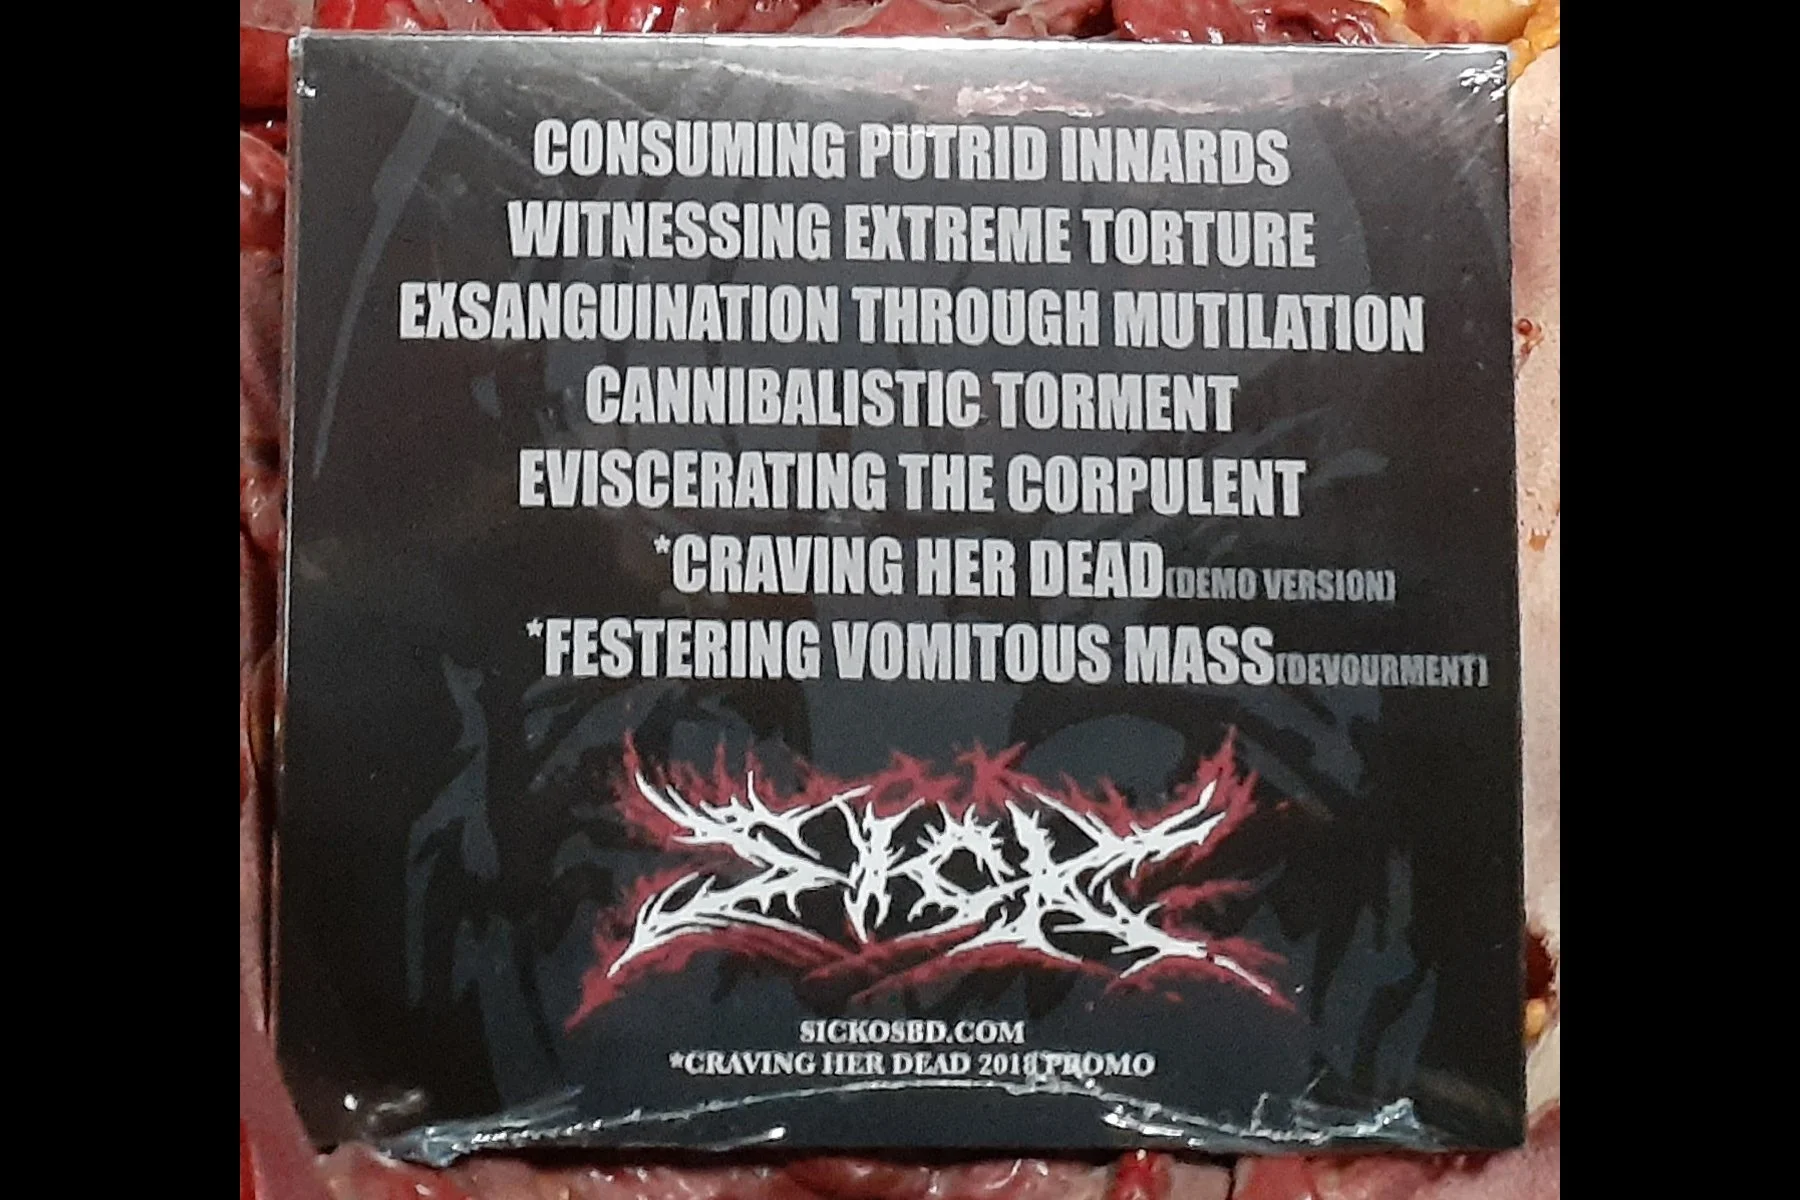 CONSUMING PUTRID INNARDS
WITNESSING EXTREME TORTURE
EXSANGUINATION THROUGH MUTILATION
CANNIBALISTIC TORMENT
EVISCERATING THE CORPULENT
*CRAVING HER DEAD(DEMO VERSION)
*FESTERING VOMITOUS MASS(DEVOURMENT)
SICK
SICKOSBD.COM
*CRAVING HER DEAD 2018 PROMO